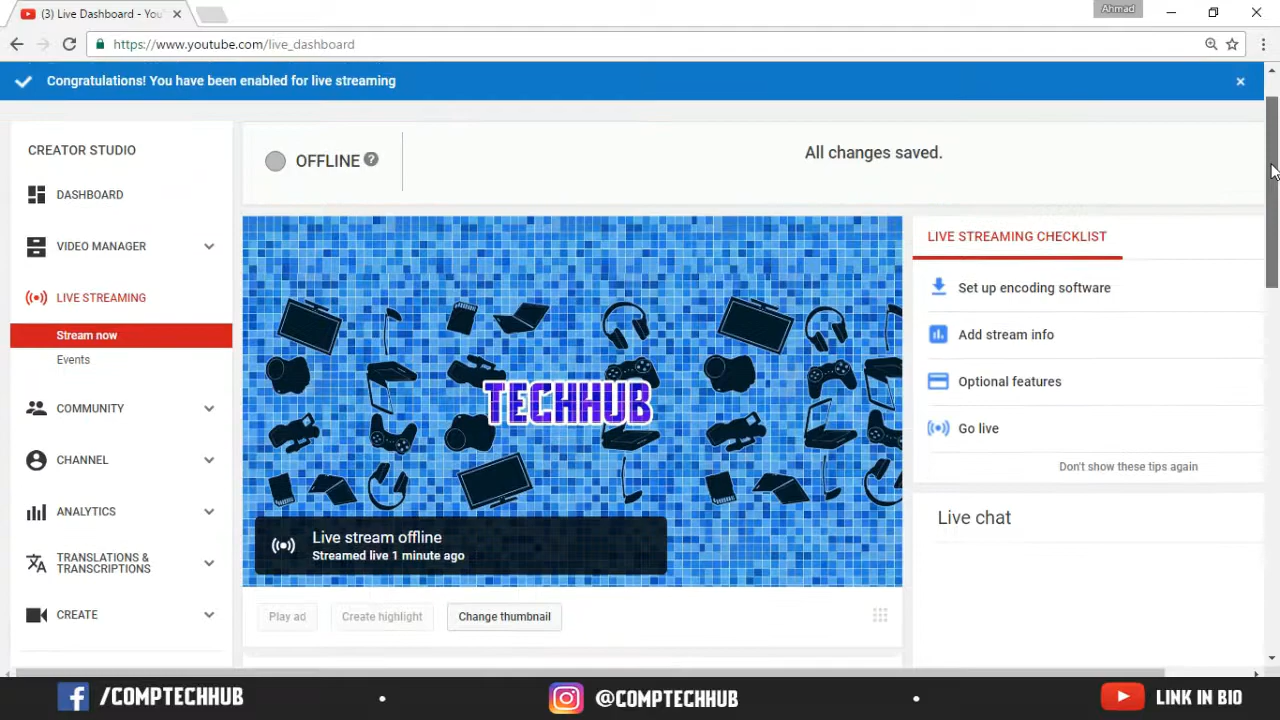 (3) Live Dashboard - You
Ahmad
https://www.youtube.com/live_dashboard
Congratulations! You have been enabled for live streaming
CREATOR STUDIO
DASHBOARD
VIDEO MANAGER
LIVE STREAMING
Stream now
Events
COMMUNITY
CHANNEL
ANALYTICS
TRANSLATIONS &
TRANSCRIPTIONS
CREATE
OFFLINE ?
All changes saved.
TECHHUB
Live stream offline
Streamed live 1 minute ago
Play ad
Create highlight
Change thumbnail
LIVE STREAMING CHECKLIST
Set up encoding software
Add stream info
Optional features
Go live
Don't show these tips again
Live chat
/COMPTECHHUB
@COMPTECHHUB
LINK IN BIO